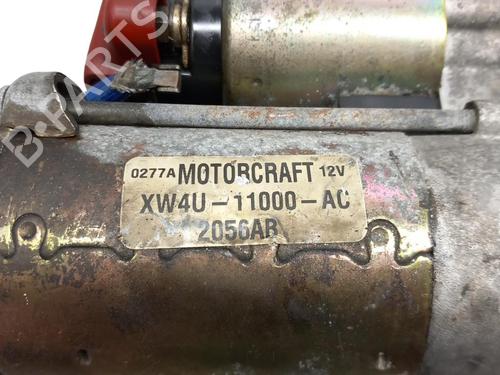 0277A MOTORCRAFT 12V
XW4U-11000-AC
2056AB
B-PARTS